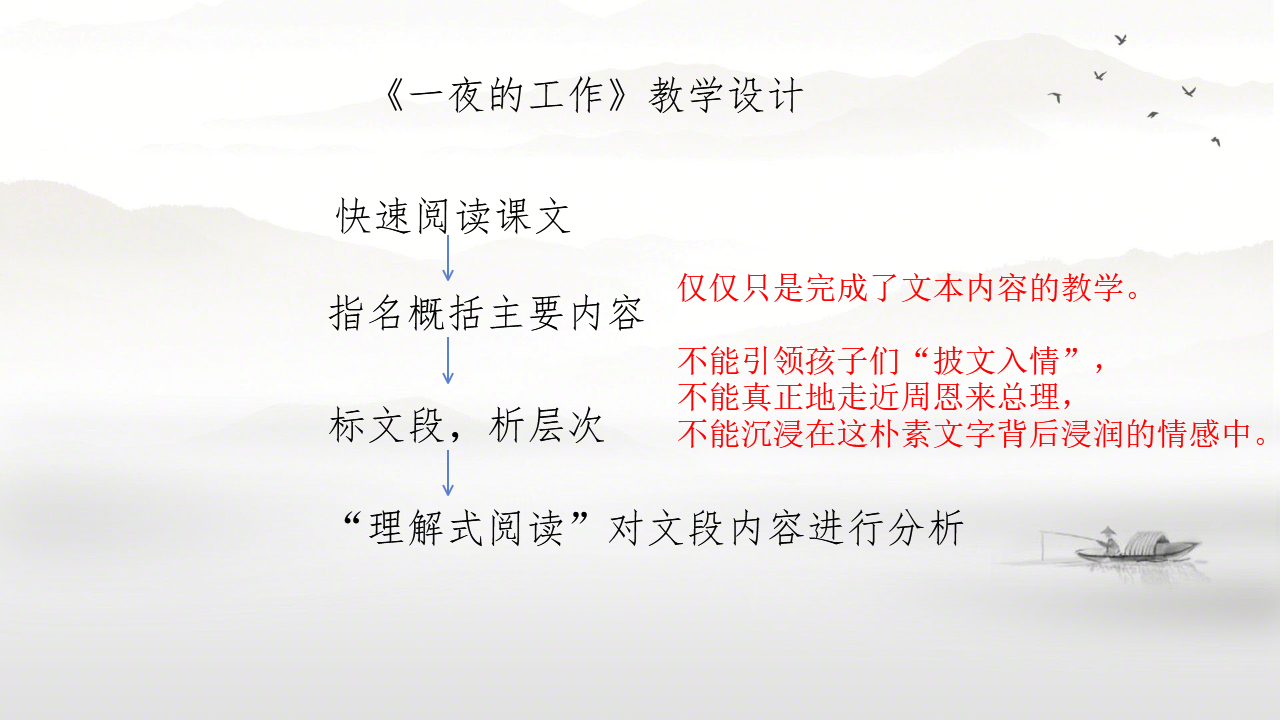 《一夜的工作》教学设计
快速阅读课文
指名概括主要内容
标文段，析层次
“理解式阅读”对文段内容进行分析
仅仅只是完成了文本内容的教学。
不能引领孩子们“披文入情”，
不能真正地走近周恩来总理，
不能沉浸在这朴素文字背后浸润的情感中。